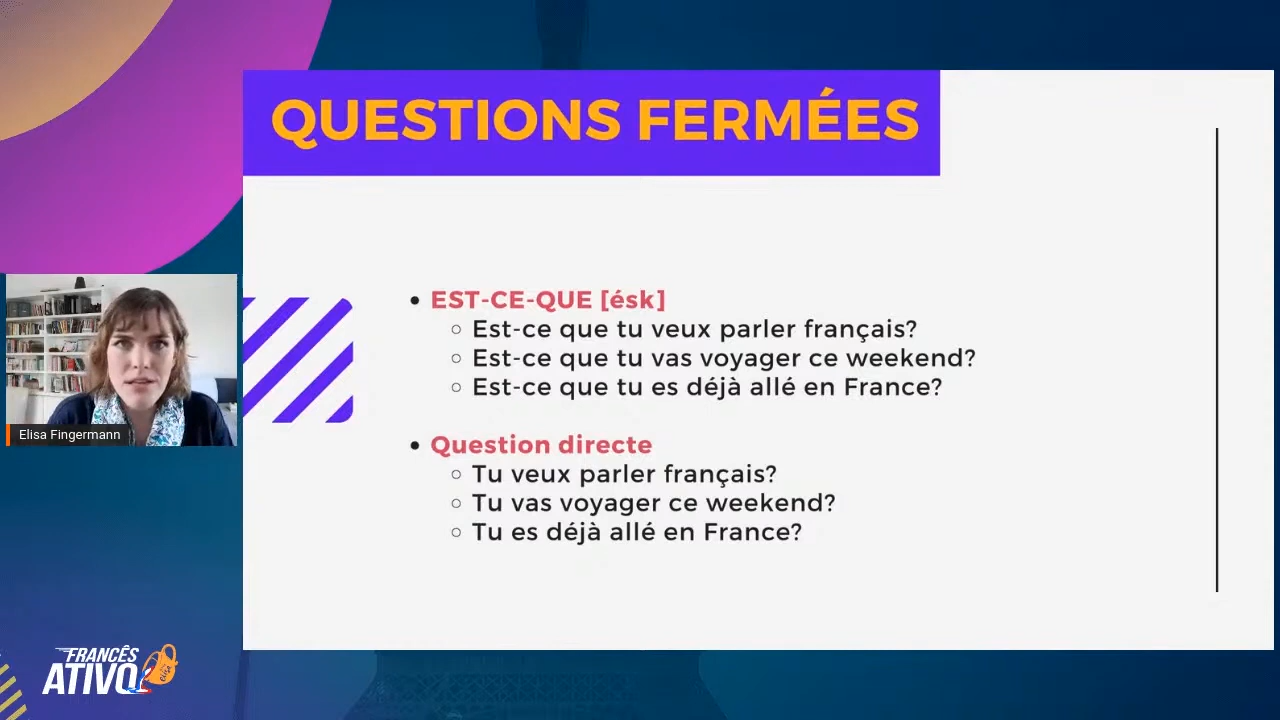 QUESTIONS FERMÉES
EST-CE-QUE [ésk]
Est-ce que tu veux parler français?
Est-ce que tu vas voyager ce weekend?
Est-ce que tu es déjà allé en France?
Question directe
Tu veux parler français?
Tu vas voyager ce weekend?
Tu es déjà allé en France?
Elisa Fingermann
FRANCÊS
ATIVO